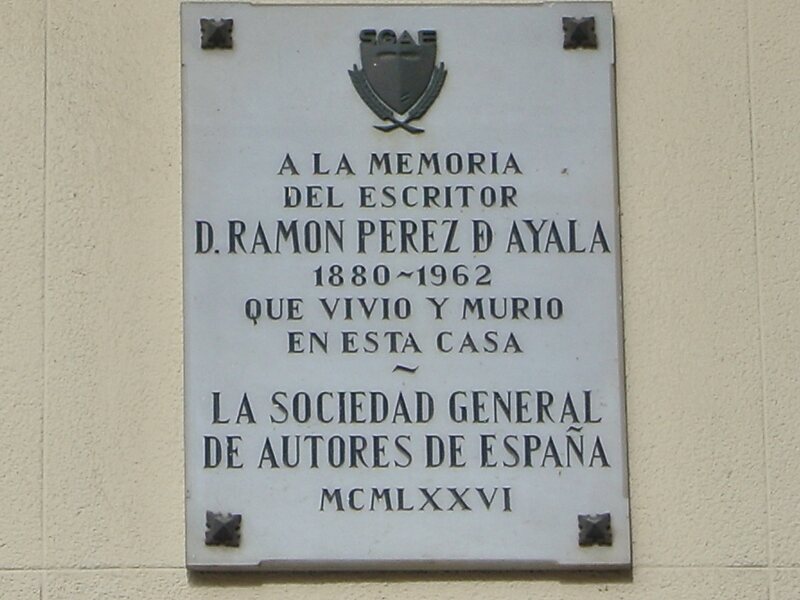 SGAE
A LA MEMORIA
DEL ESCRITOR
D. RAMON PEREZ D AYALA
1880~1962
QUE VIVIO Y MURIO
EN ESTA CASA
~
LA SOCIEDAD GENERAL
DE AUTORES DE ESPAÑA
MCMLXXVI